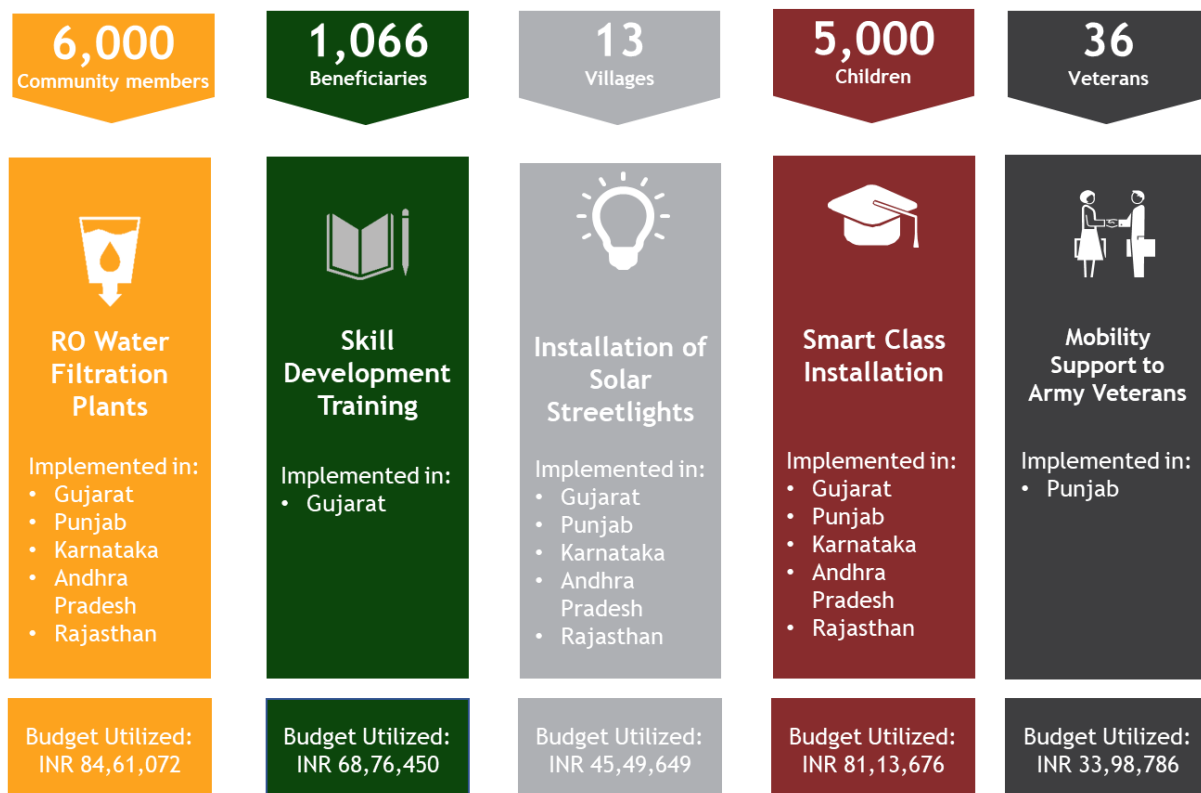 6,000
Community members
RO Water
Filtration
Plants
Implemented in:
• Gujarat
• Punjab
• Karnataka
• Andhra
Pradesh
• Rajasthan
Budget Utilized:
INR 84,61,072
1,066
Beneficiaries
Skill
Development
Training
Implemented in:
• Gujarat
Budget Utilized:
INR 68,76,450
13
Villages
Installation of
Solar
Streetlights
Implemented in:
• Gujarat
• Punjab
• Karnataka
• Andhra
Pradesh
• Rajasthan
Budget Utilized:
INR 45,49,649
5,000
Children
Smart Class
Installation
Implemented in:
• Gujarat
• Punjab
• Karnataka
• Andhra
Pradesh
• Rajasthan
Budget Utilized:
INR 81,13,676
36
Veterans
Mobility
Support to
Army Veterans
Implemented in:
• Punjab
Budget Utilized:
INR 33,98,786